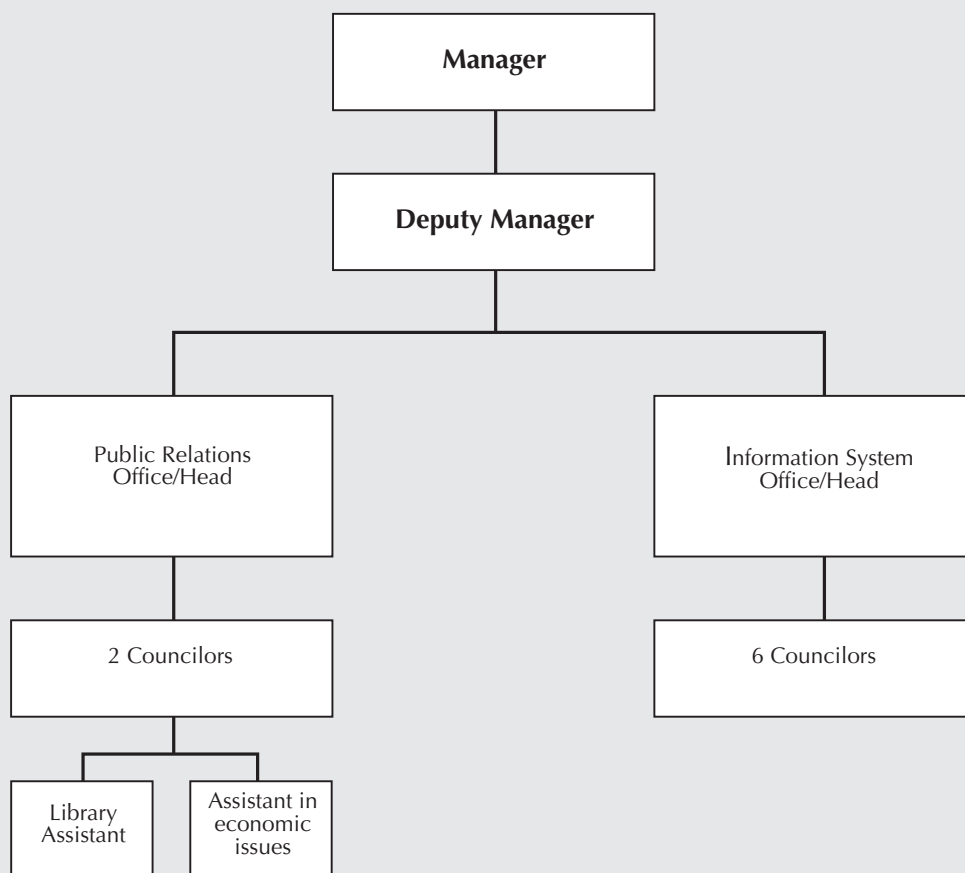 Manager
Deputy Manager
Public Relations
Office/Head
Information System
Office/Head
2 Councilors
6 Councilors
Library
Assistant
Assistant in
economic
issues